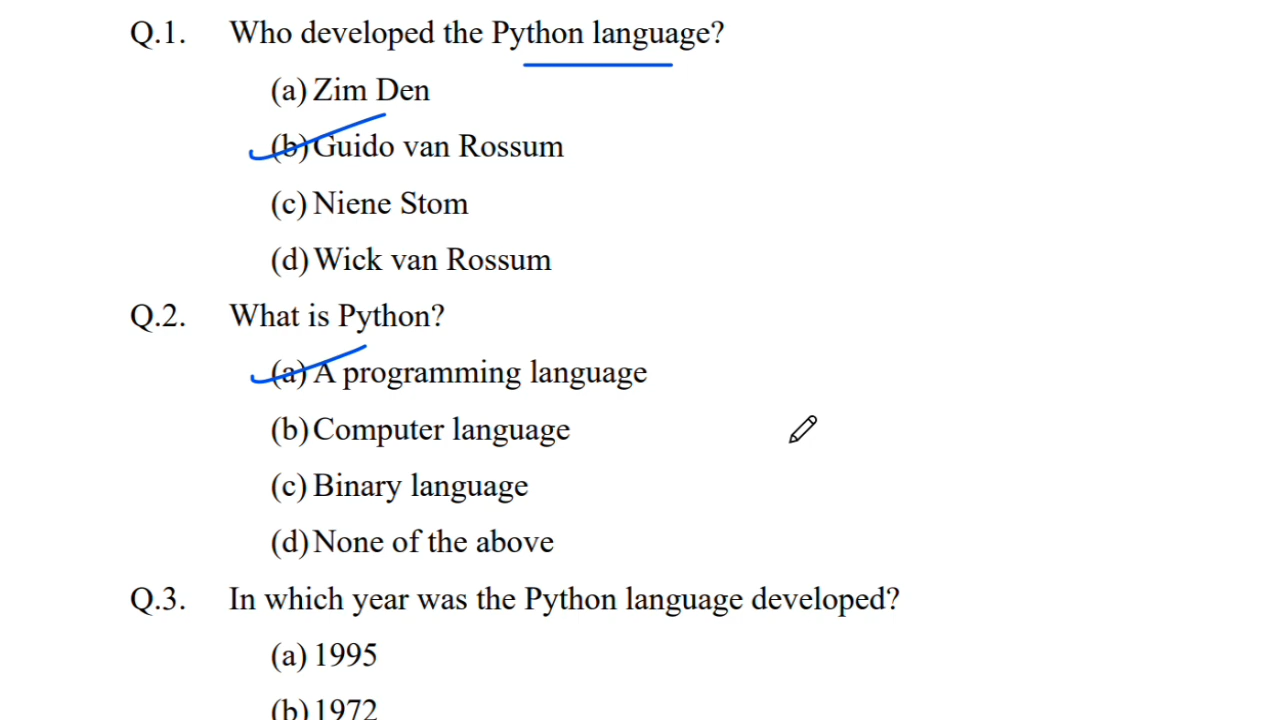 Q.1. Who developed the Python language?
(a) Zim Den
(b) Guido van Rossum
(c) Niene Stom
(d) Wick van Rossum
Q.2. What is Python?
(a) A programming language
(b) Computer language
(c) Binary language
(d) None of the above
Q.3. In which year was the Python language developed?
(a) 1995
(b) 1972